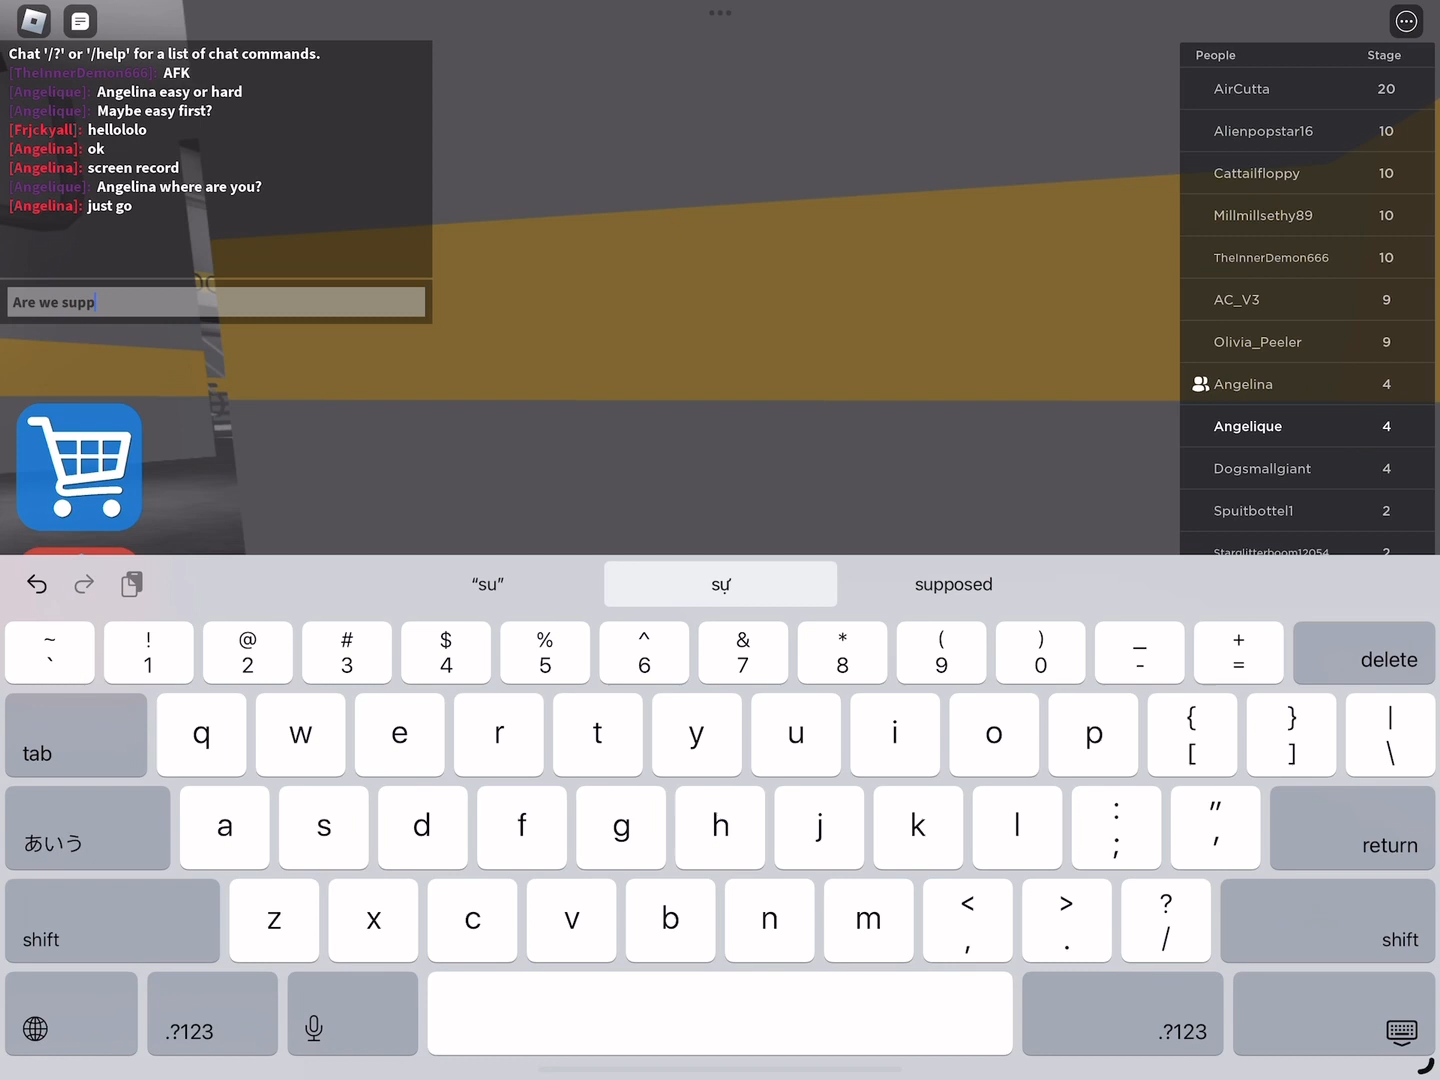 Chat '/?' or '/help' for a list of chat commands.
[TheInnerDemon666]: AFK
[Angelique]: Angelina easy or hard
[Angelique]: Maybe easy first?
[Frjckyall]: hellololo
[Angelina]: ok
[Angelina]: screen record
[Angelique]: Angelina where are you?
[Angelina]: just go
Are we supp
People Stage
AirCutta 20
Alienpopstar16 10
Cattailfloppy 10
Millmillsethy89 10
TheInnerDemon666 10
AC_V3 9
Olivia_Peeler 9
Angelina 4
Angelique 4
Dogsmallgiant 4
Spuitbottel1 2
Starglitterboom12054 2
“su” sự supposed
~ ! @ # $ % ^ & * ( ) _ +
` 1 2 3 4 5 6 7 8 9 0 - = delete
tab q w e r t y u i o p { [ } ] | \
あいう a s d f g h j k l : ; " ' return
shift z x c v b n m < , > . ? / shift
.?123 .?123